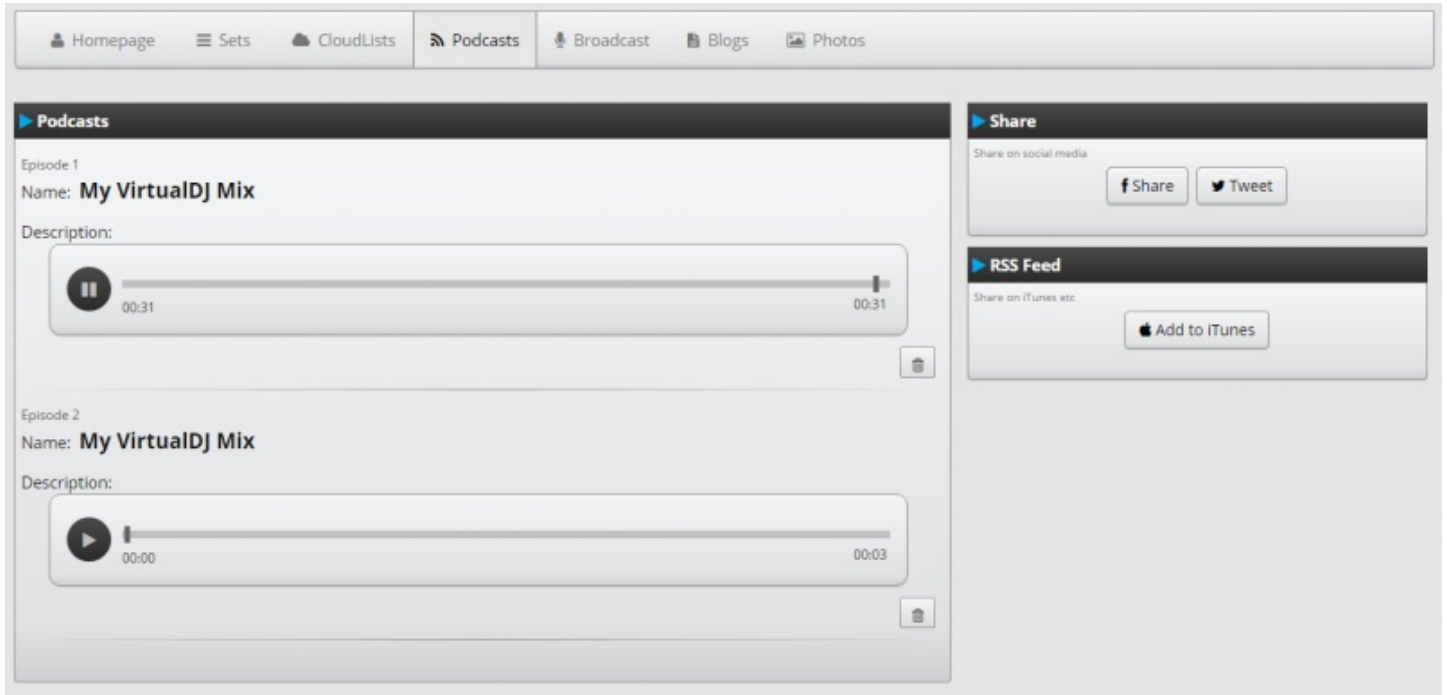 Homepage Sets CloudLists Podcasts Broadcast Blogs Photos
Podcasts
Episode 1
Name: My VirtualDJ Mix
Description:
00:31 00:31
Episode 2
Name: My VirtualDJ Mix
Description:
00:00 00:03
Share
Share on social media
Share Tweet
RSS Feed
Share on iTunes etc
Add to iTunes